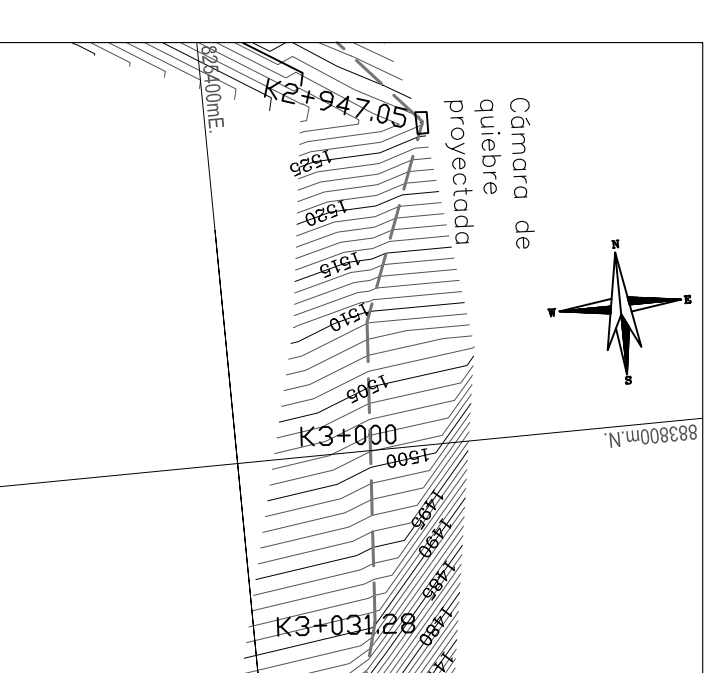 825400mE.
K2+947.05
Cámara de
quiebre
proyectada
1525
1520
1515
1510
1505
K3+000
1500
1495
1490
1485
1480
K3+031.28
N
W
E
S
883800m.N.